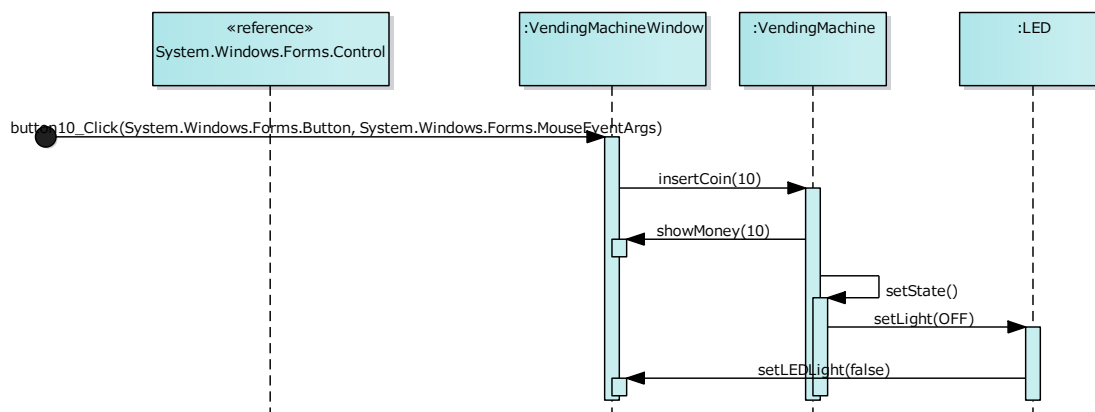 «reference»
System.Windows.Forms.Control
:VendingMachineWindow
:VendingMachine
:LED
button10_Click(System.Windows.Forms.Button, System.Windows.Forms.MouseEventArgs)
insertCoin(10)
showMoney(10)
setState()
setLight(OFF)
setLEDLight(false)